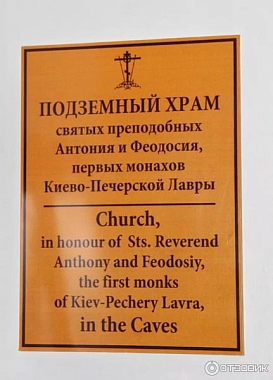 ПОДЗЕМНЫЙ ХРАМ
святых преподобных
Антония и Феодосия,
первых монахов
Киево-Печерской Лавры
Church,
in honour of Sts. Reverend
Anthony and Feodosiy,
the first monks
of Kiev-Pechery Lavra,
in the Caves
ОТЗОВИК